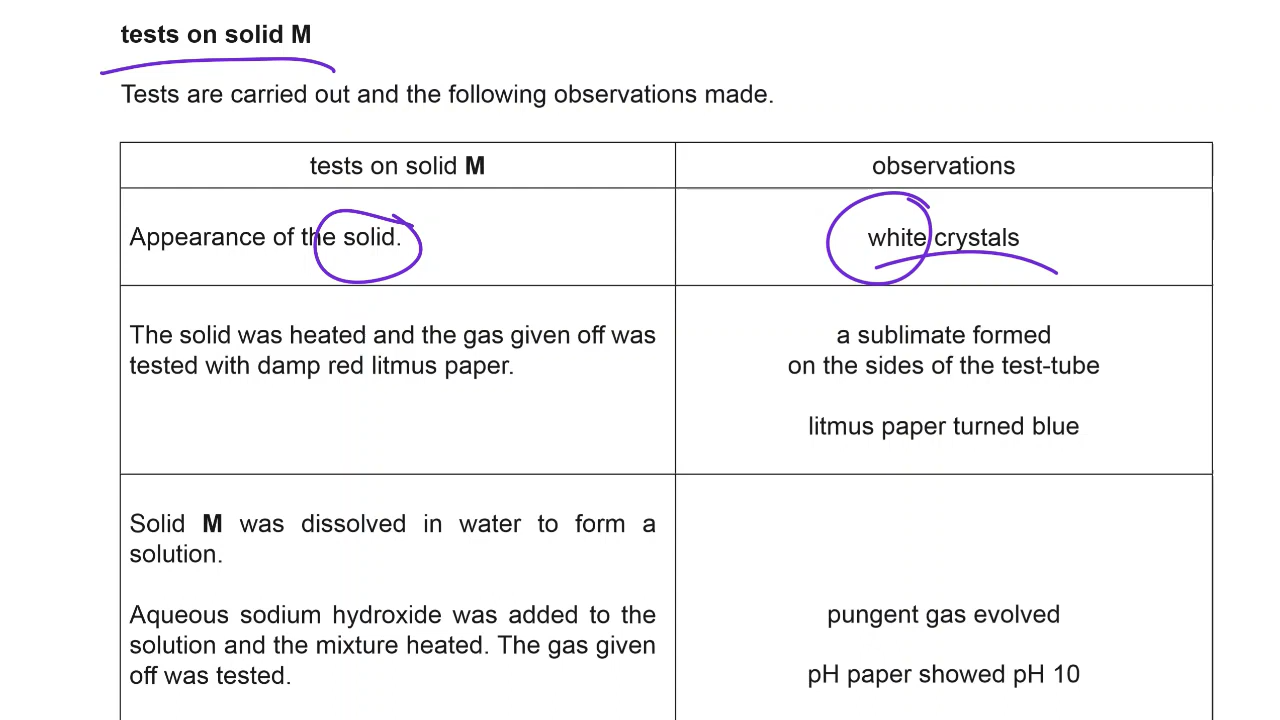 tests on solid M
Tests are carried out and the following observations made.
tests on solid M
observations
Appearance of the solid.
white crystals
The solid was heated and the gas given off was
tested with damp red litmus paper.
a sublimate formed
on the sides of the test-tube
litmus paper turned blue
Solid M was dissolved in water to form a
solution.
Aqueous sodium hydroxide was added to the
solution and the mixture heated. The gas given
off was tested.
pungent gas evolved
pH paper showed pH 10